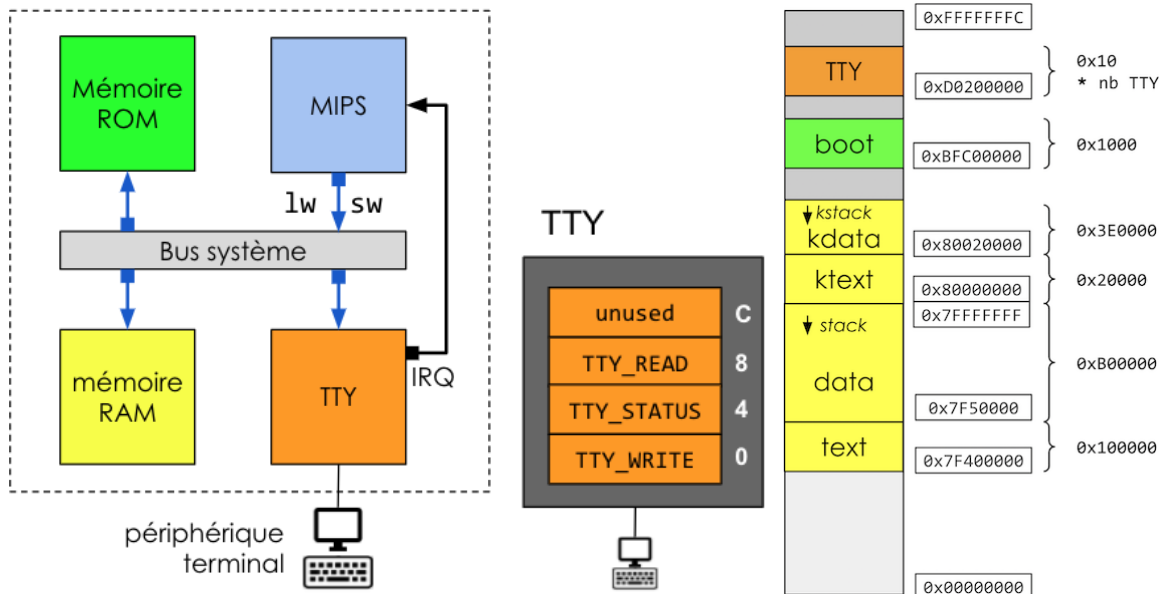 Mémoire
ROM
MIPS
lw sw
Bus système
mémoire
RAM
TTY
IRQ
périphérique
terminal
TTY
unused C
TTY_READ 8
TTY_STATUS 4
TTY_WRITE 0
0xFFFFFFFC
TTY
0x10
* nb TTY
0xD0200000
boot
0x1000
0xBFC00000
kstack
kdata
0x3E0000
0x80020000
ktext
0x20000
0x80000000
0x7FFFFFFF
stack
data
0xB00000
0x7F50000
text
0x100000
0x7F400000
0x00000000